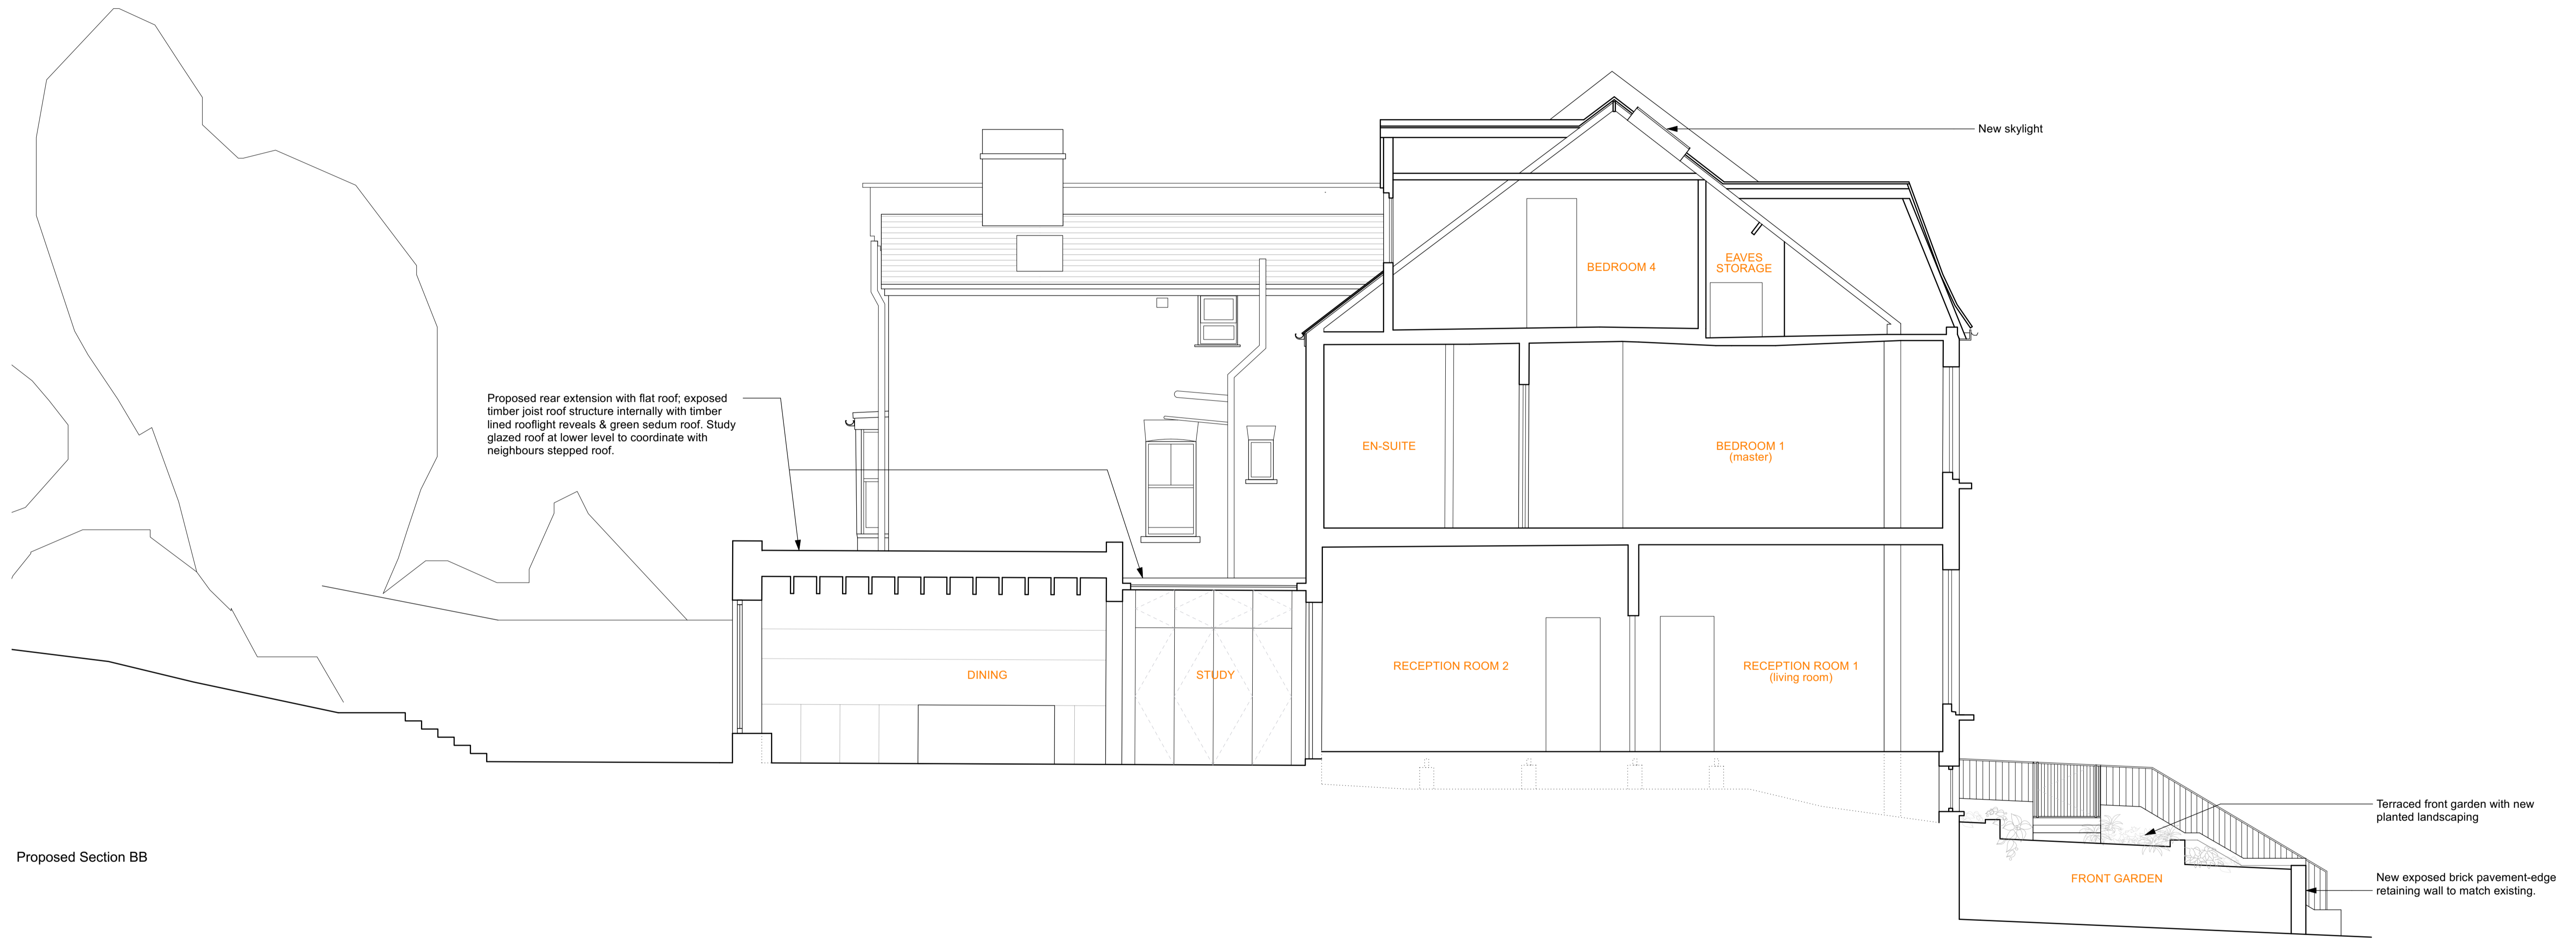 New skylight
BEDROOM 4
EAVES
STORAGE
Proposed rear extension with flat roof; exposed
timber joist roof structure internally with timber
lined rooflight reveals & green sedum roof. Study
glazed roof at lower level to coordinate with
neighbours stepped roof.
EN-SUITE
BEDROOM 1
(master)
DINING
STUDY
RECEPTION ROOM 2
RECEPTION ROOM 1
(living room)
Terraced front garden with new
planted landscaping
Proposed Section BB
FRONT GARDEN
New exposed brick pavement-edge
retaining wall to match existing.